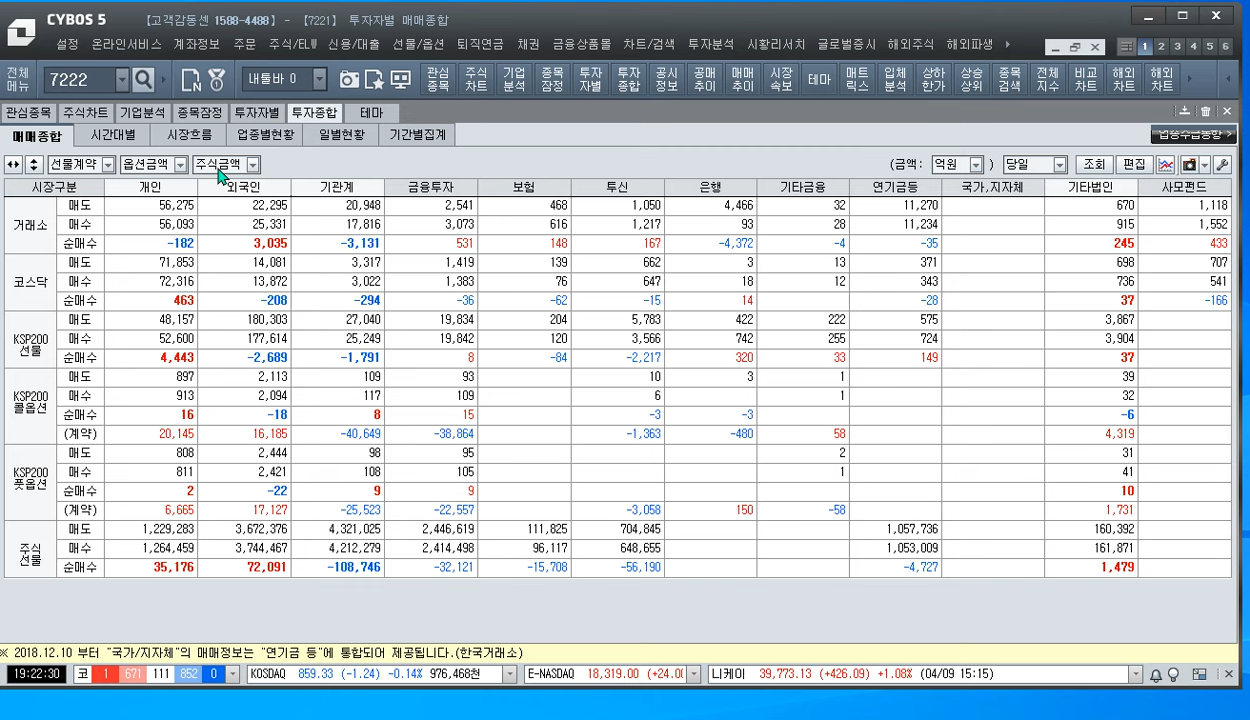 CYBOS 5 【고객감동센 1588-4488】 - 【7221】 투자자별 매매종합
설정 온라인서비스 계좌정보 주문 주식/ELW 신용/대출 선물/옵션 퇴직연금 채권 금융상품몰 차트/검색 투자분석 시황리서치 글로벌증시 해외주식 해외파생 1 2 3 4 5 6
전체메뉴 7222 내툴바 0 관심종목 주식차트 기업분석 종목잠정 투자자별 투자종합 공시정보 공매추이 매매추이 시장속보 테마 매트릭스 입체분석 상하한가 상승상위 종목검색 전체지수 비교차트 해외차트 해외차트
관심종목 주식차트 기업분석 종목잠정 투자자별 투자종합 테마
매매종합 시간대별 시장흐름 업종별현황 일별현황 기간별집계 업종수급동향 >
선물계약 옵션금액 주식금액 (금액: 억원 ) 당일 조회 편집
시장구분 개인 외국인 기관계 금융투자 보험 투신 은행 기타금융 연기금등 국가,지자체 기타법인 사모펀드
거래소 매도 56,275 22,295 20,948 2,541 468 1,050 4,466 32 11,270 670 1,118
매수 56,093 25,331 17,816 3,073 616 1,217 93 28 11,234 915 1,552
순매수 -182 3,035 -3,131 531 148 167 -4,372 -4 -35 245 433
코스닥 매도 71,853 14,081 3,317 1,419 139 662 3 13 371 698 707
매수 72,316 13,872 3,022 1,383 76 647 18 12 343 736 541
순매수 463 -208 -294 -36 -62 -15 14 -28 37 -166
KSP200 선물 매도 48,157 180,303 27,040 19,834 204 5,783 422 222 575 3,867
매수 52,600 177,614 25,249 19,842 120 3,566 742 255 724 3,904
순매수 4,443 -2,689 -1,791 8 -84 -2,217 320 33 149 37
KSP200 콜옵션 매도 897 2,113 109 93 10 3 1 39
매수 913 2,094 117 109 6 1 32
순매수 16 -18 8 15 -3 -3 -6
(계약) 20,145 16,185 -40,649 -38,864 -1,363 -480 58 4,319
KSP200 풋옵션 매도 808 2,444 98 95 2 31
매수 811 2,421 108 105 1 41
순매수 2 -22 9 9 10
(계약) 6,665 17,127 -25,523 -22,557 -3,058 150 -58 1,731
주식 선물 매도 1,229,283 3,672,376 4,321,025 2,446,619 111,825 704,845 1,057,736 160,392
매수 1,264,459 3,744,467 4,212,279 2,414,498 96,117 648,655 1,053,009 161,871
순매수 35,176 72,091 -108,746 -32,121 -15,708 -56,190 -4,727 1,479
※ 2018.12.10 부터 "국가/지자체"의 매매정보는 "연기금 등"에 통합되어 제공됩니다.(한국거래소)
19:22:30 코 1 671 111 852 0 KOSDAQ 859.33 (-1.24) -0.14% 976,468천 E-NASDAQ 18,319.00 (+24.0( 니케이 39,773.13 (+426.09) +1.08% (04/09 15:15)